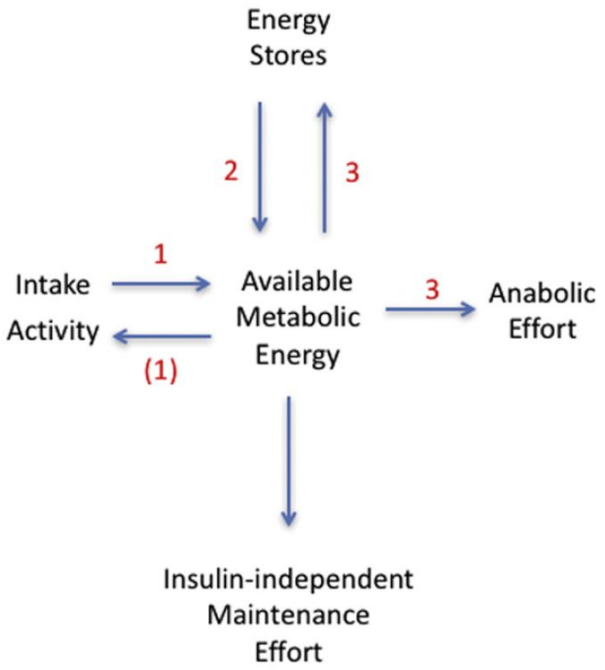 Energy
Stores
2
3
1
Intake
Activity
(1)
Available
Metabolic
Energy
3
Anabolic
Effort
Insulin-independent
Maintenance
Effort